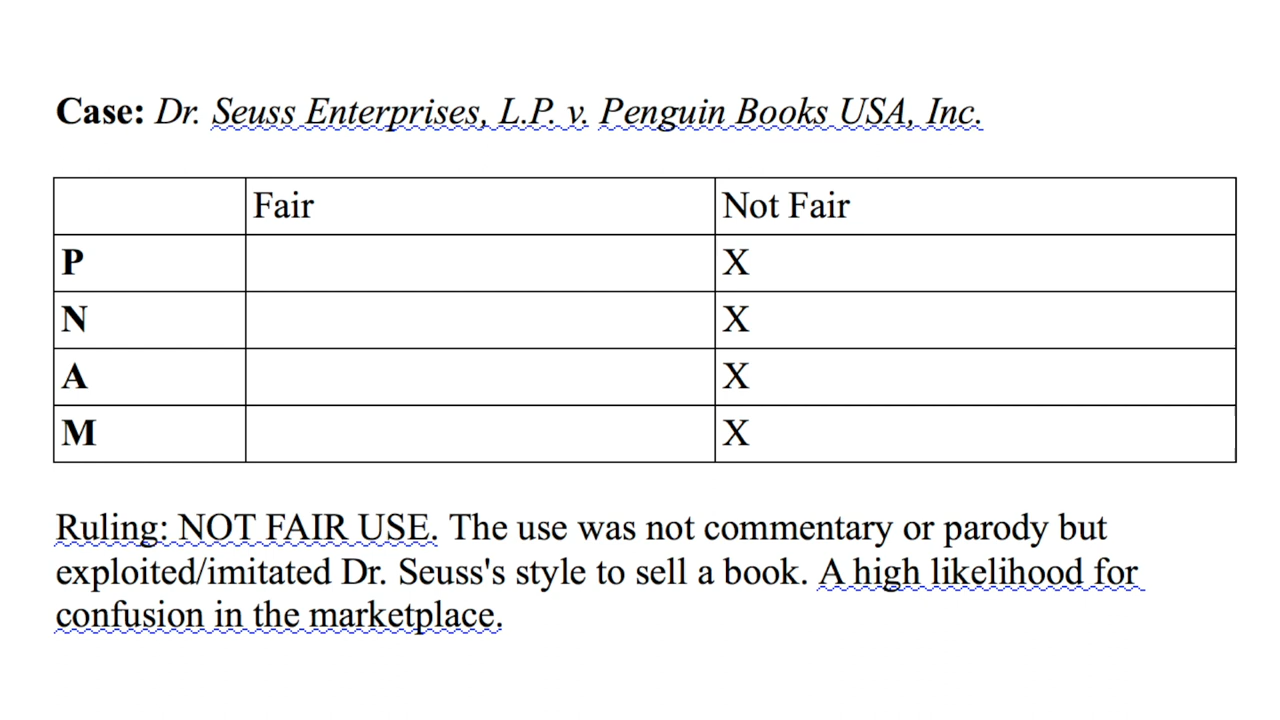 Case: Dr. Seuss Enterprises, L.P. v. Penguin Books USA, Inc.
Fair Not Fair
P X
N X
A X
M X
Ruling: NOT FAIR USE. The use was not commentary or parody but
exploited/imitated Dr. Seuss's style to sell a book. A high likelihood for
confusion in the marketplace.